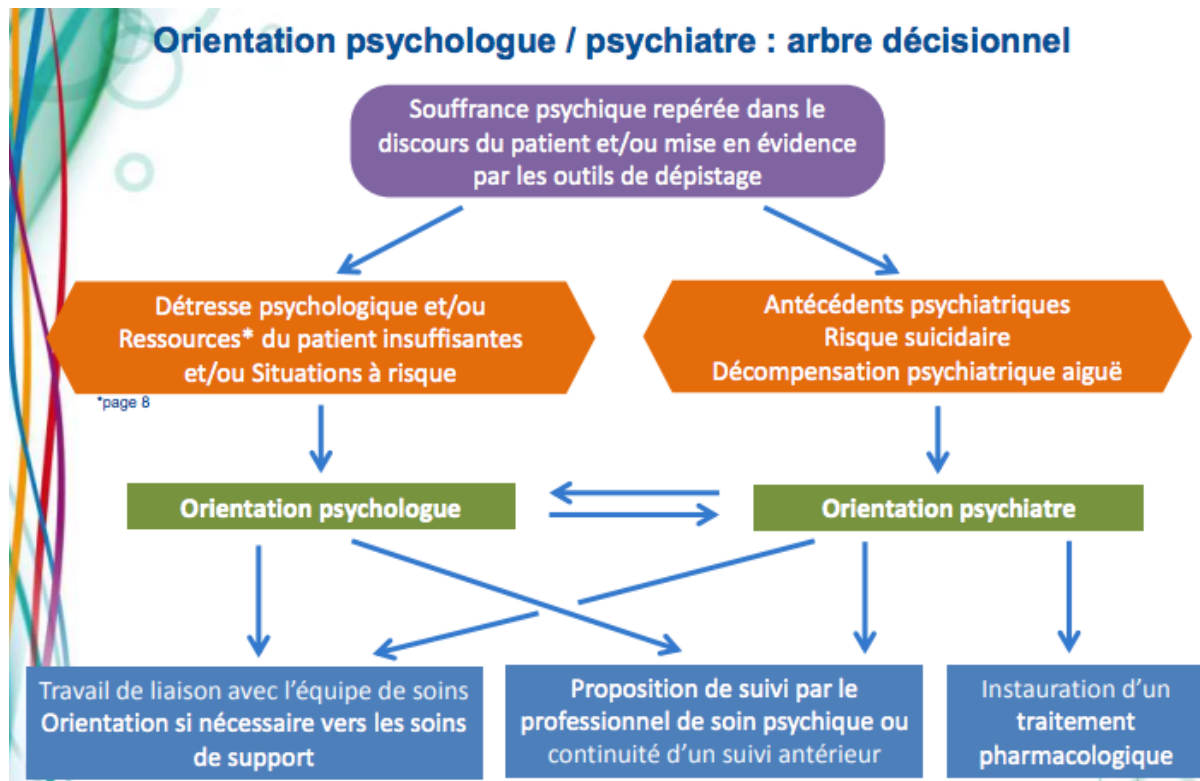 Orientation psychologue / psychiatre : arbre décisionnel
Souffrance psychique repérée dans le
discours du patient et/ou mise en évidence
par les outils de dépistage
Détresse psychologique et/ou
Ressources* du patient insuffisantes
et/ou Situations à risque
*page 8
Antécédents psychiatriques
Risque suicidaire
Décompensation psychiatrique aiguë
Orientation psychologue
Orientation psychiatre
Travail de liaison avec l’équipe de soins
Orientation si nécessaire vers les soins
de support
Proposition de suivi par le
professionnel de soin psychique ou
continuité d’un suivi antérieur
Instauration d’un
traitement
pharmacologique